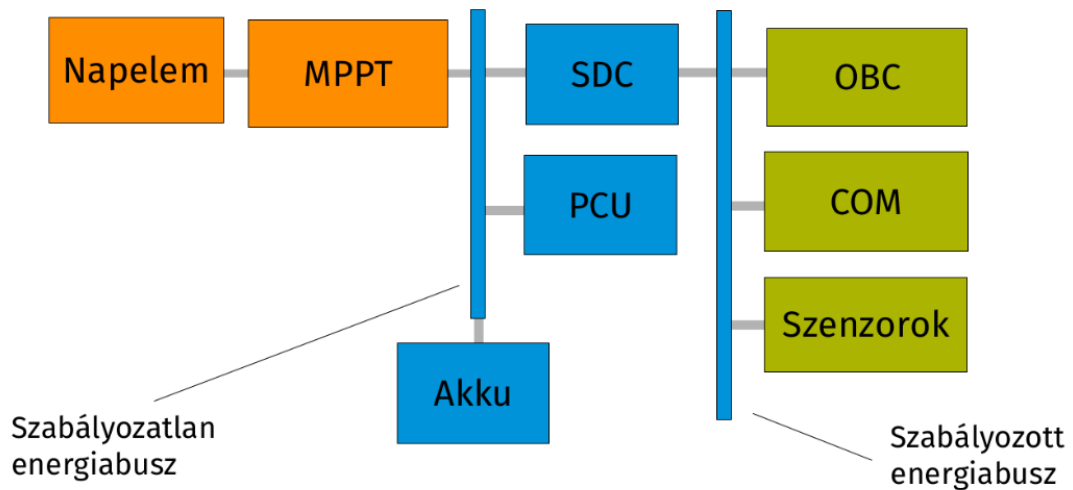 Napelem
MPPT
SDC
OBC
PCU
COM
Szenzorok
Akku
Szabályozatlan
energiabusz
Szabályozott
energiabusz